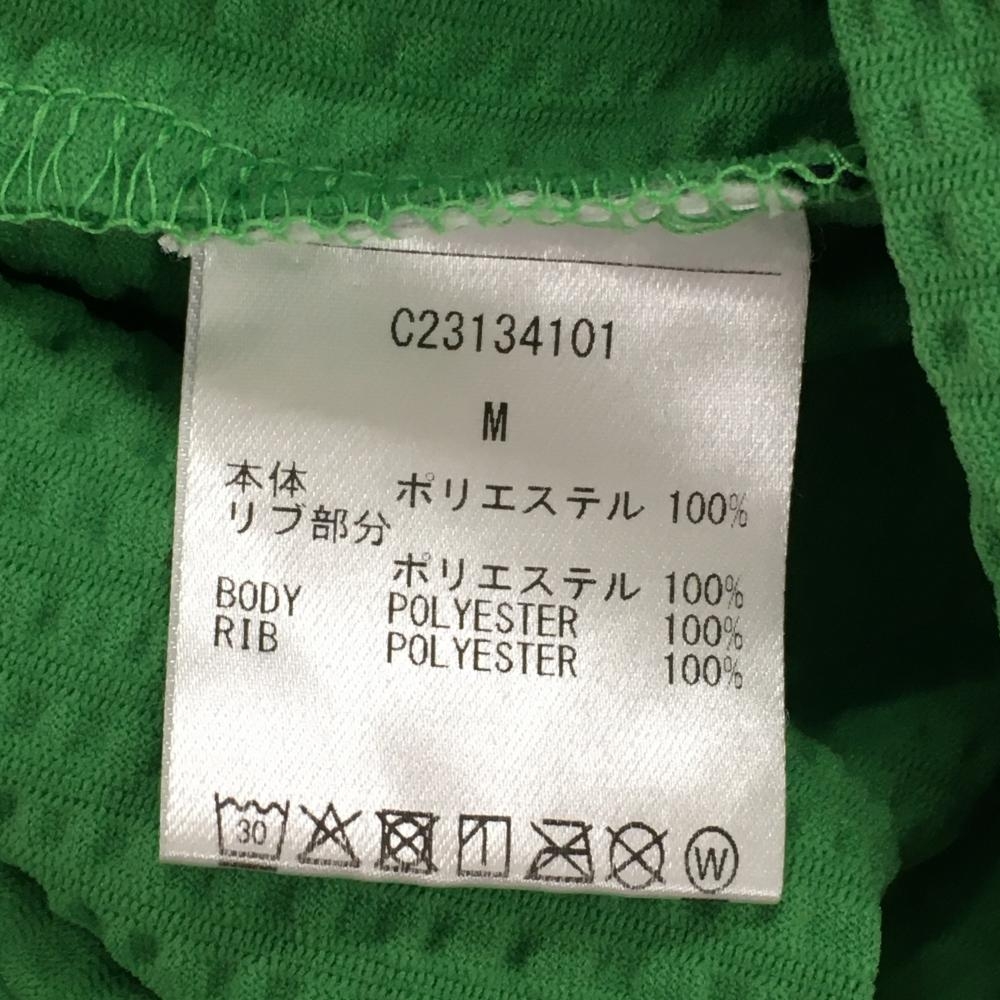 C23134101
M
本体 ポリエステル 100%
リブ部分
ポリエステル 100%
BODY POLYESTER 100%
RIB POLYESTER 100%
30 W